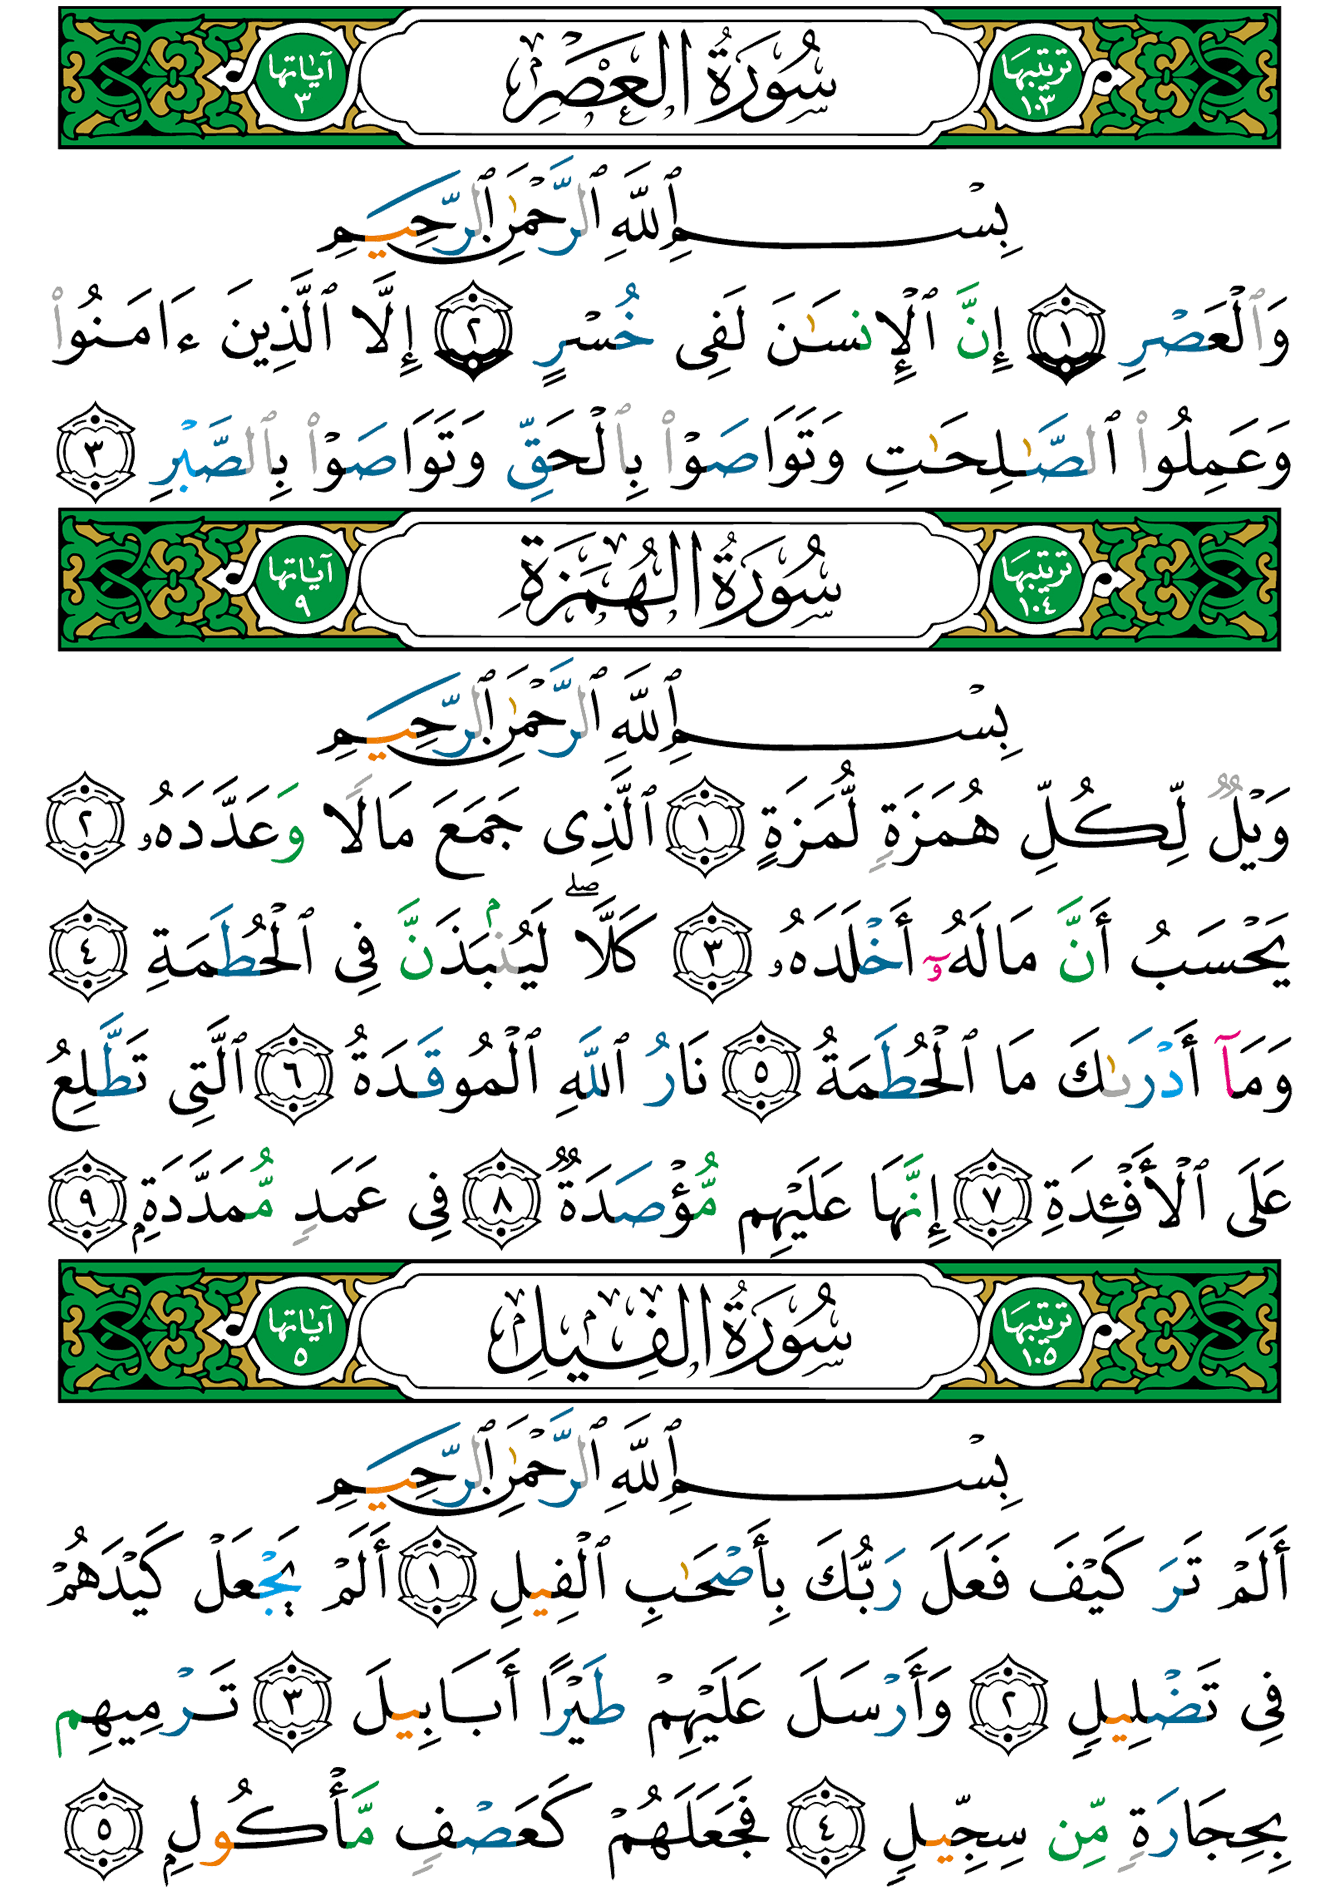 ترتيبها ١٠٣ سُورَةُ العَصْرِ آياتها ٣
بِسْمِ ٱللَّهِ ٱلرَّحْمَٰنِ ٱلرَّحِيمِ
وَٱلْعَصْرِ ١ إِنَّ ٱلْإِنسَـٰنَ لَفِى خُسْرٍ ٢ إِلَّا ٱلَّذِينَ ءَامَنُوا۟
وَعَمِلُوا۟ ٱلصَّـٰلِحَـٰتِ وَتَوَاصَوْا۟ بِٱلْحَقِّ وَتَوَاصَوْا۟ بِٱلصَّبْرِ ٣
ترتيبها ١٠٤ سُورَةُ الهُمَزَةِ آياتها ٩
بِسْمِ ٱللَّهِ ٱلرَّحْمَٰنِ ٱلرَّحِيمِ
وَيْلٌ لِّكُلِّ هُمَزَةٍ لُّمَزَةٍ ١ ٱلَّذِى جَمَعَ مَالًا وَعَدَّدَهُۥ ٢
يَحْسَبُ أَنَّ مَالَهُۥٓ أَخْلَدَهُۥ ٣ كَلَّاۖ لَيُنۢبَذَنَّ فِى ٱلْحُطَمَةِ ٤
وَمَآ أَدْرَىٰكَ مَا ٱلْحُطَمَةُ ٥ نَارُ ٱللَّهِ ٱلْمُوقَدَةُ ٦ ٱلَّتِى تَطَّلِعُ
عَلَى ٱلْأَفْـِٔدَةِ ٧ إِنَّهَا عَلَيْهِم مُّؤْصَدَةٌ ٨ فِى عَمَدٍ مُّمَدَّدَةٍۭ ٩
ترتيبها ١٠٥ سُورَةُ الفِيلِ آياتها ٥
بِسْمِ ٱللَّهِ ٱلرَّحْمَٰنِ ٱلرَّحِيمِ
أَلَمْ تَرَ كَيْفَ فَعَلَ رَبُّكَ بِأَصْحَـٰبِ ٱلْفِيلِ ١ أَلَمْ يَجْعَلْ كَيْدَهُمْ
فِى تَضْلِيلٍ ٢ وَأَرْسَلَ عَلَيْهِمْ طَيْرًا أَبَابِيلَ ٣ تَرْمِيهِم
بِحِجَارَةٍ مِّن سِجِّيلٍ ٤ فَجَعَلَهُمْ كَعَصْفٍ مَّأْكُولٍۭ ٥